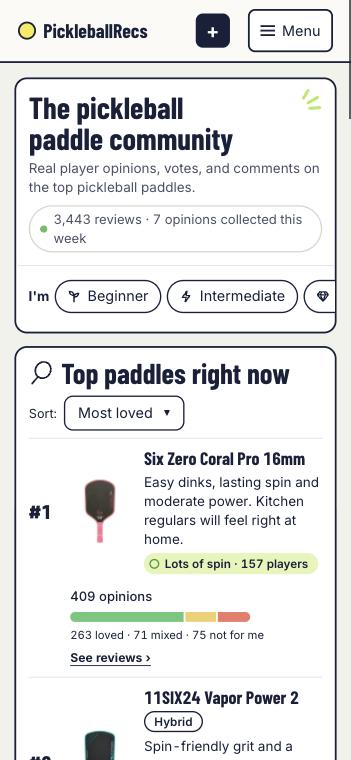 PickleballRecs
+
Menu
The pickleball
paddle community
Real player opinions, votes, and comments on
the top pickleball paddles.
3,443 reviews · 7 opinions collected this
week
I'm
Beginner
Intermediate
Top paddles right now
Sort:
Most loved
#1
Six Zero Coral Pro 16mm
Easy dinks, lasting spin and
moderate power. Kitchen
regulars will feel right at
home.
Lots of spin · 157 players
409 opinions
263 loved · 71 mixed · 75 not for me
See reviews ›
11SIX24 Vapor Power 2
Hybrid
Spin-friendly grit and a